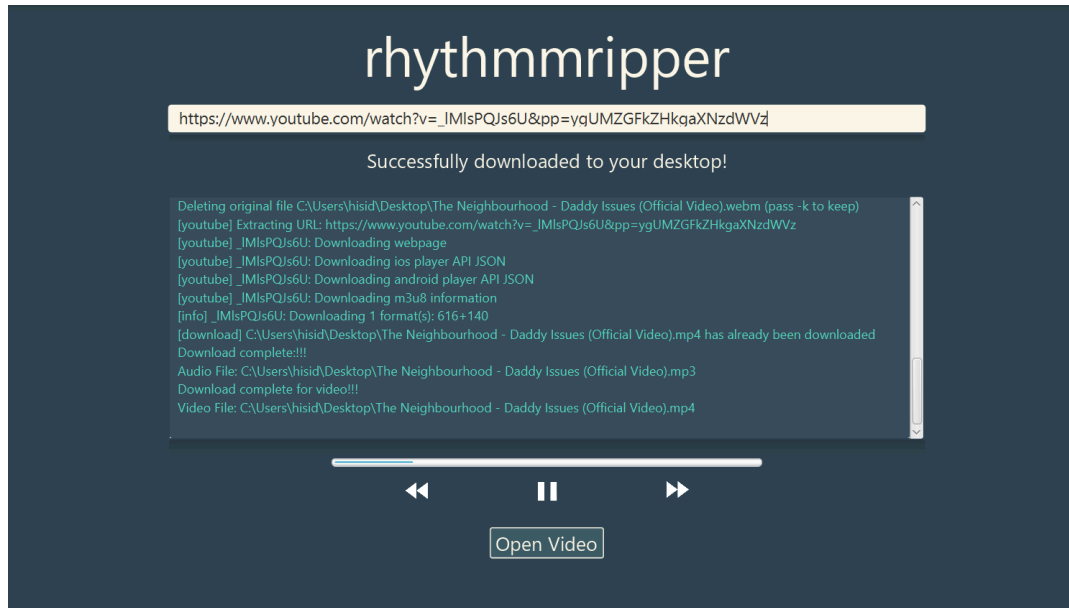 rhythmmripper
https://www.youtube.com/watch?v=_lMlsPQJs6U&pp=ygUMZGFkZHkgaXNzdWVz
Successfully downloaded to your desktop!
Deleting original file C:\Users\hisid\Desktop\The Neighbourhood - Daddy Issues (Official Video).webm (pass -k to keep)
[youtube] Extracting URL: https://www.youtube.com/watch?v=_lMlsPQJs6U&pp=ygUMZGFkZHkgaXNzdWVz
[youtube] _lMlsPQJs6U: Downloading webpage
[youtube] _lMlsPQJs6U: Downloading ios player API JSON
[youtube] _lMlsPQJs6U: Downloading android player API JSON
[youtube] _lMlsPQJs6U: Downloading m3u8 information
[info] _lMlsPQJs6U: Downloading 1 format(s): 616+140
[download] C:\Users\hisid\Desktop\The Neighbourhood - Daddy Issues (Official Video).mp4 has already been downloaded
Download complete:!!!
Audio File: C:\Users\hisid\Desktop\The Neighbourhood - Daddy Issues (Official Video).mp3
Download complete for video!!!
Video File: C:\Users\hisid\Desktop\The Neighbourhood - Daddy Issues (Official Video).mp4
Open Video